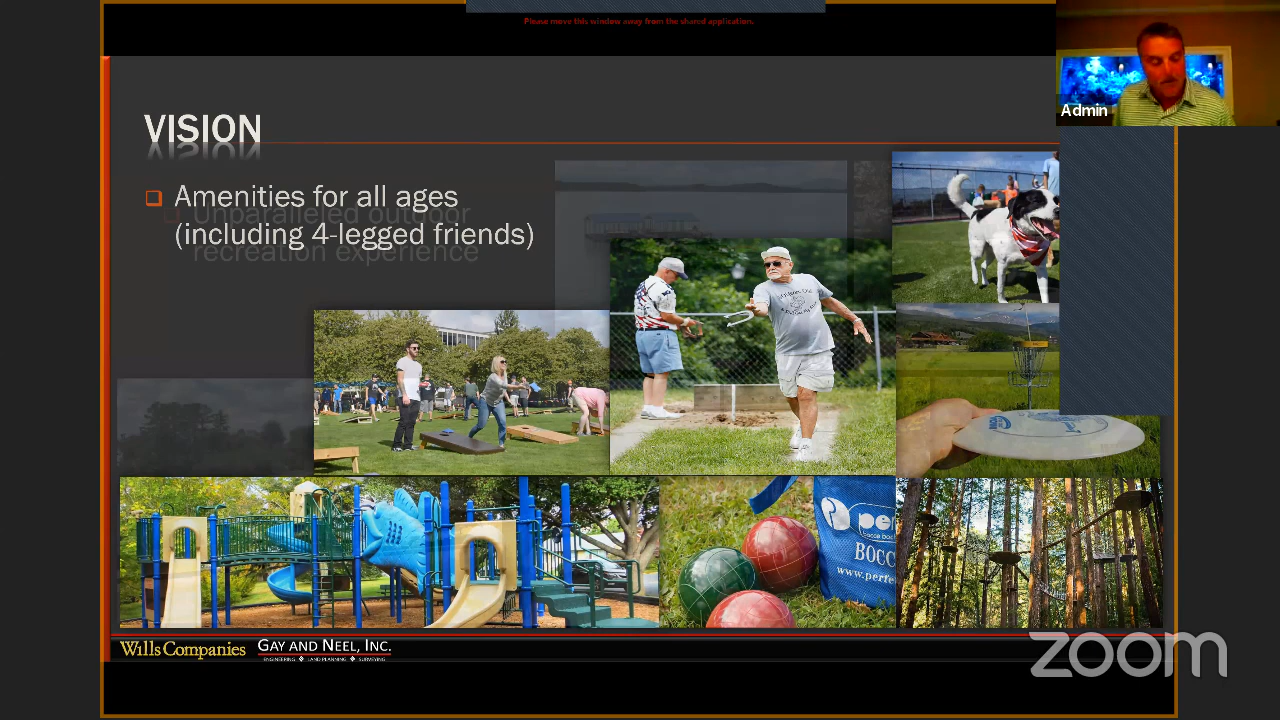 Please move this window away from the shared application.
Admin
VISION
Amenities for all ages
(including 4-legged friends)
Unparalleled outdoor
recreation experience
BOCC
www.perfe
Wills Companies
GAY AND NEEL, INC.
ENGINEERING ❖ LAND PLANNING ❖ SURVEYING
zoom